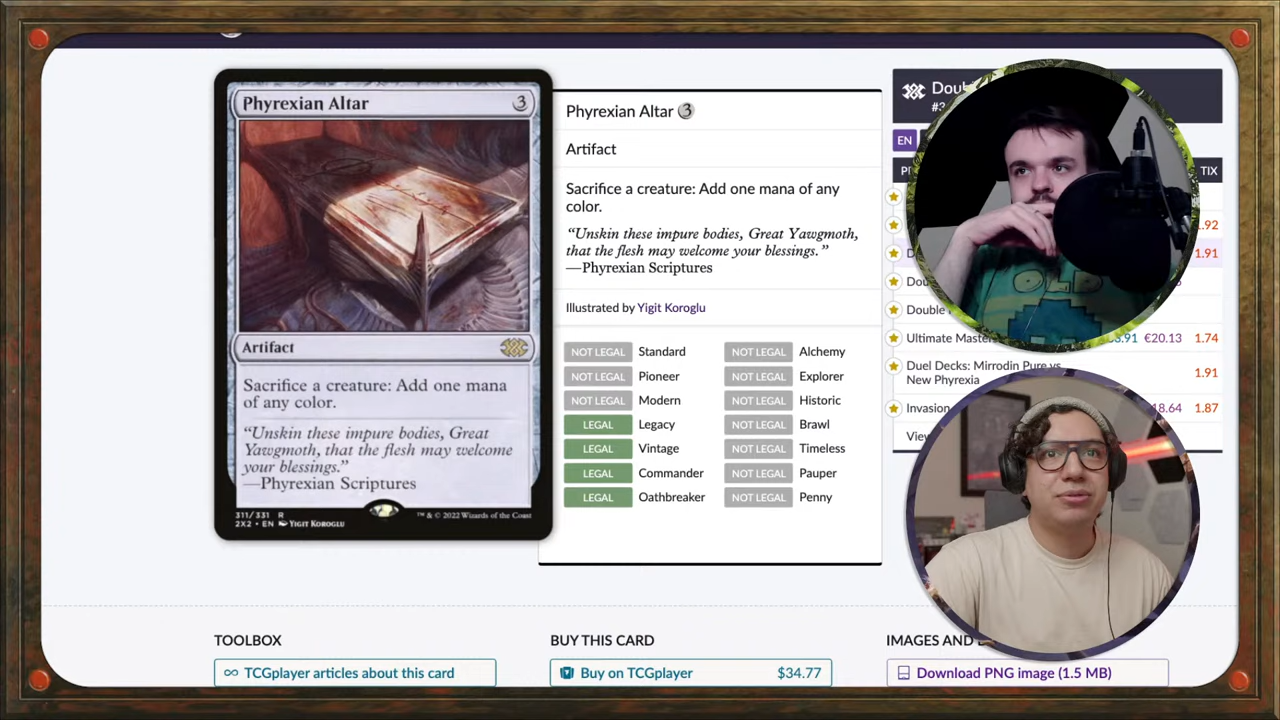 Phyrexian Altar 3
Artifact
Sacrifice a creature: Add one mana
of any color.
“Unskin these impure bodies, Great
Yawgmoth, that the flesh may welcome
your blessings.”
—Phyrexian Scriptures
311/331 R
2X2 • EN YIGIT KOROGLU
™ & © 2022 Wizards of the Coast
Phyrexian Altar 3
Artifact
Sacrifice a creature: Add one mana of any
color.
“Unskin these impure bodies, Great Yawgmoth,
that the flesh may welcome your blessings.”
—Phyrexian Scriptures
Illustrated by Yigit Koroglu
NOT LEGAL Standard NOT LEGAL Alchemy
NOT LEGAL Pioneer NOT LEGAL Explorer
NOT LEGAL Modern NOT LEGAL Historic
LEGAL Legacy NOT LEGAL Brawl
LEGAL Vintage NOT LEGAL Timeless
LEGAL Commander NOT LEGAL Pauper
LEGAL Oathbreaker NOT LEGAL Penny
EN
TIX
1.91
Double
Ultimate €20.13 1.74
Duel Decks: Mirrodin Pure vs.
New Phyrexia 1.91
Invasion 1.87
OLD
TOOLBOX
TCGplayer articles about this card
BUY THIS CARD
Buy on TCGplayer $34.77
IMAGES AND
Download PNG image (1.5 MB)